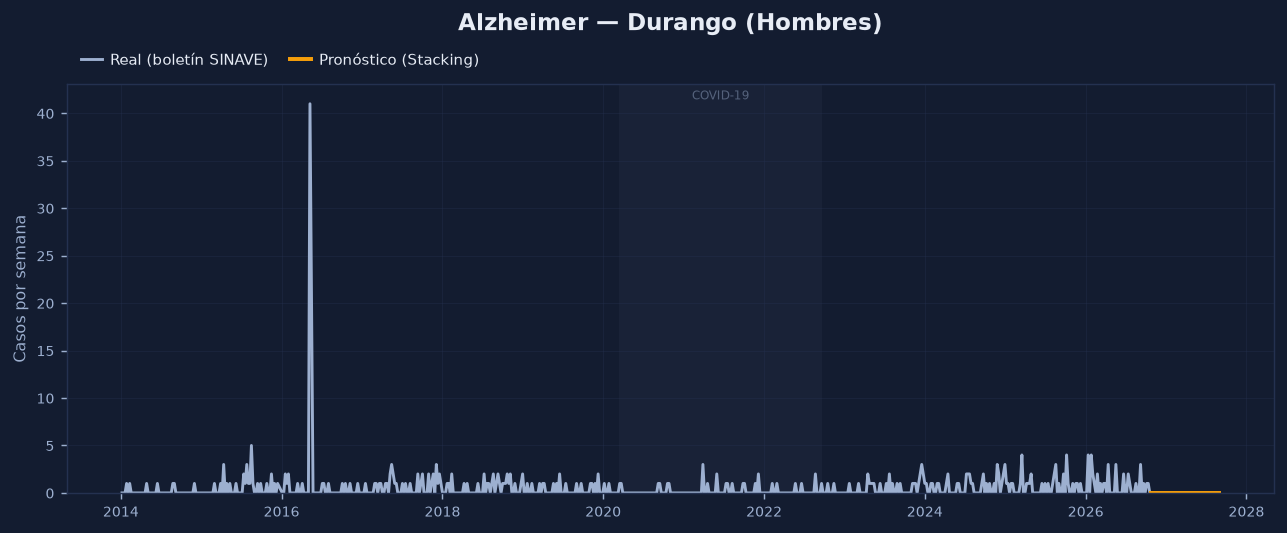 Alzheimer — Durango (Hombres)
Real (boletín SINAVE) Pronóstico (Stacking)
COVID-19
Casos por semana
40
35
30
25
20
15
10
5
0
2014 2016 2018 2020 2022 2024 2026 2028